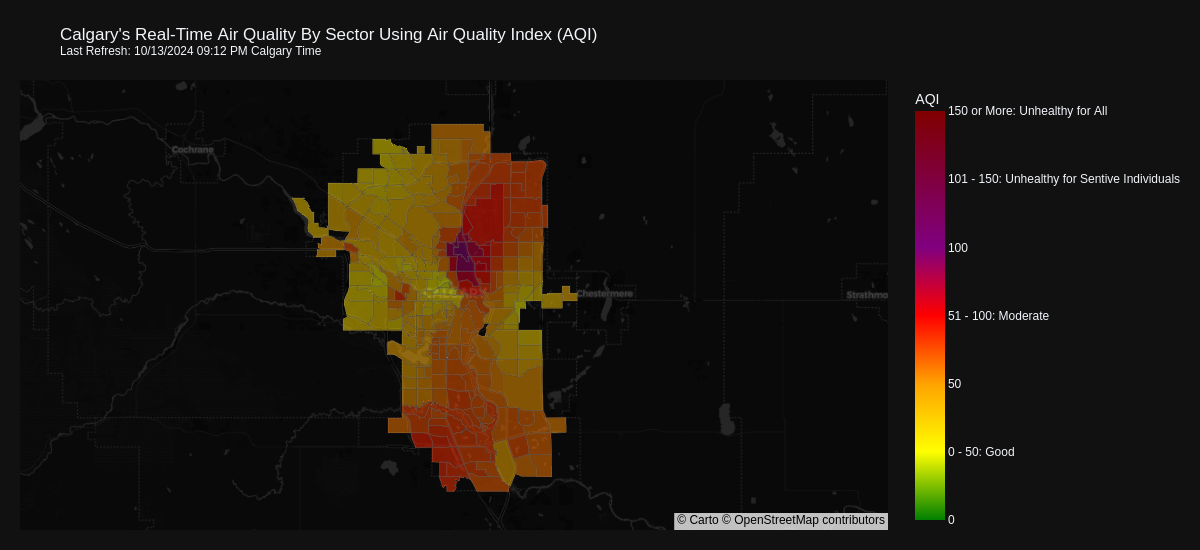 Calgary's Real-Time Air Quality By Sector Using Air Quality Index (AQI)
Last Refresh: 10/13/2024 09:12 PM Calgary Time
AQI
150 or More: Unhealthy for All
101 - 150: Unhealthy for Sentive Individuals
100
51 - 100: Moderate
50
0 - 50: Good
0
Cochrane
CALGARY
Chestermere
Strathmo
© Carto © OpenStreetMap contributors